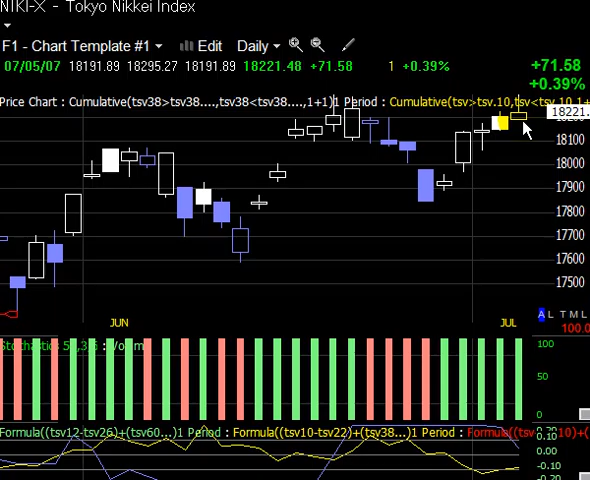 NIKI-X - Tokyo Nikkei Index
F1 - Chart Template #1 Edit Daily
07/05/07 18191.89 18295.27 18191.89 18221.48 +71.58 1 +0.39%
+71.58
+0.39%
Price Chart : Cumulative(tsv38>tsv38....,tsv38<tsv38....,1+1)1 Period : Cumulative(tsv>tsv.10,tsv<tsv.10,1+
18221.
18100
18000
17900
17800
17700
17600
17500
JUN JUL
A L T M L
100.0
100
50
0
Formula((tsv12-tsv26)+(tsv60...)1 Period : Formula((tsv10-tsv22)+(tsv38...)1 Period : Formula((tsv10)+(
0.10
0.00
-0.10